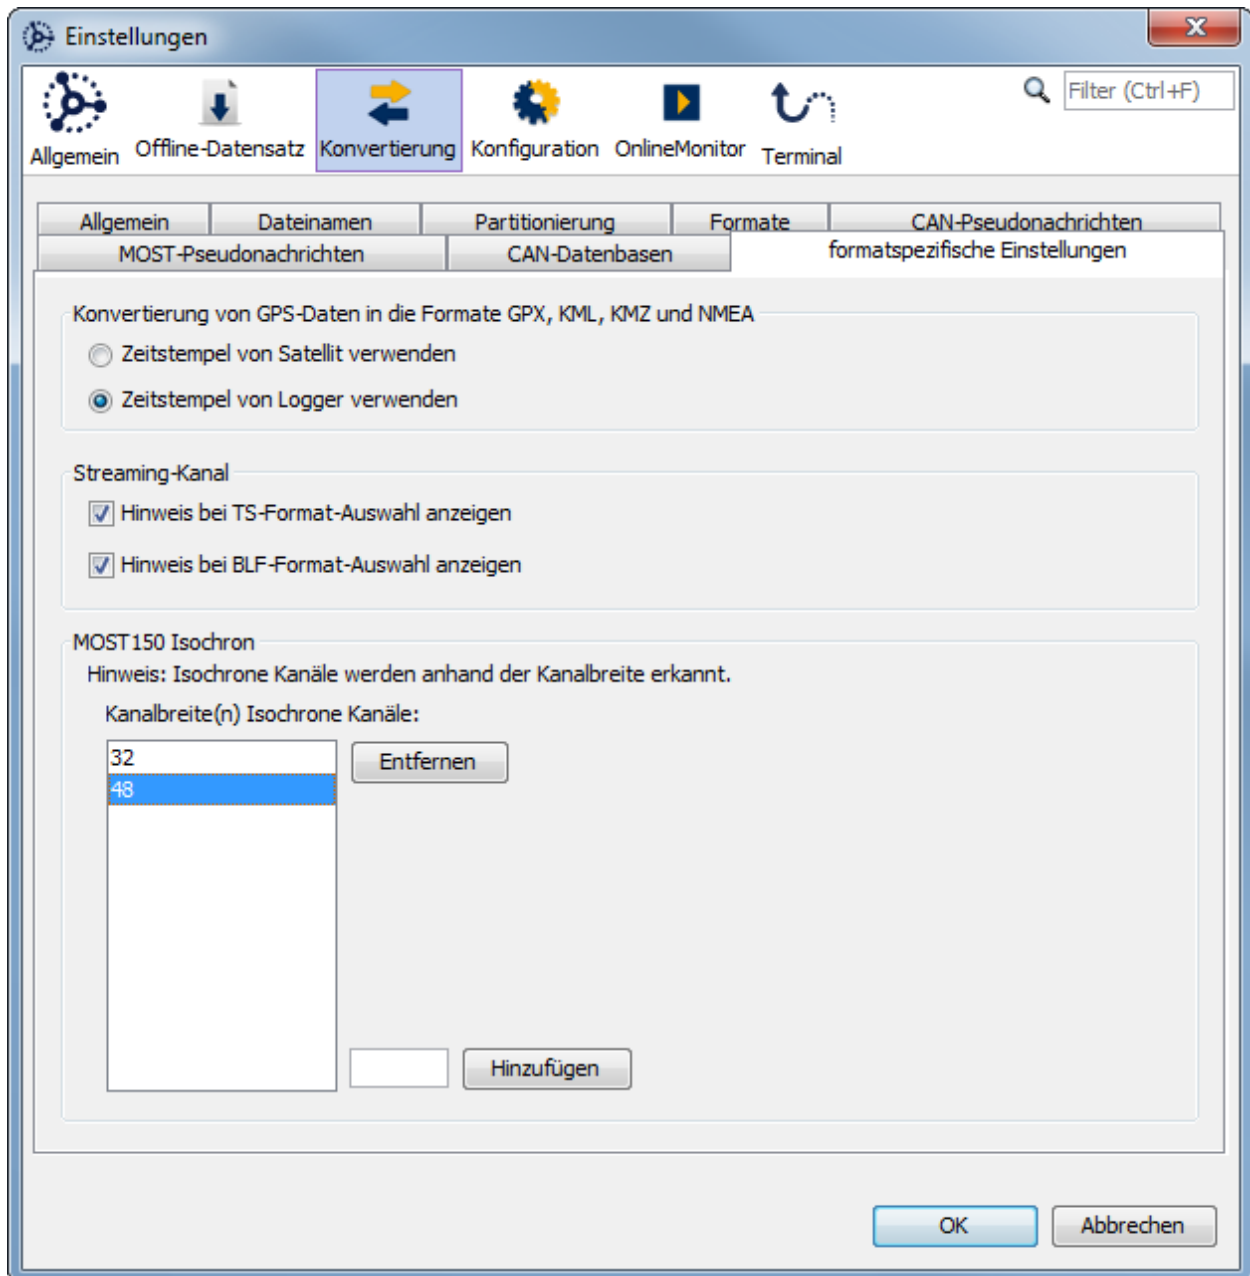 Einstellungen
Filter (Ctrl+F)
Allgemein Offline-Datensatz Konvertierung Konfiguration OnlineMonitor Terminal
Allgemein Dateinamen Partitionierung Formate CAN-Pseudonachrichten
MOST-Pseudonachrichten CAN-Datenbasen formatspezifische Einstellungen
Konvertierung von GPS-Daten in die Formate GPX, KML, KMZ und NMEA
Zeitstempel von Satellit verwenden
Zeitstempel von Logger verwenden
Streaming-Kanal
Hinweis bei TS-Format-Auswahl anzeigen
Hinweis bei BLF-Format-Auswahl anzeigen
MOST150 Isochron
Hinweis: Isochrone Kanäle werden anhand der Kanalbreite erkannt.
Kanalbreite(n) Isochrone Kanäle:
32
Entfernen
48
Hinzufügen
OK Abbrechen